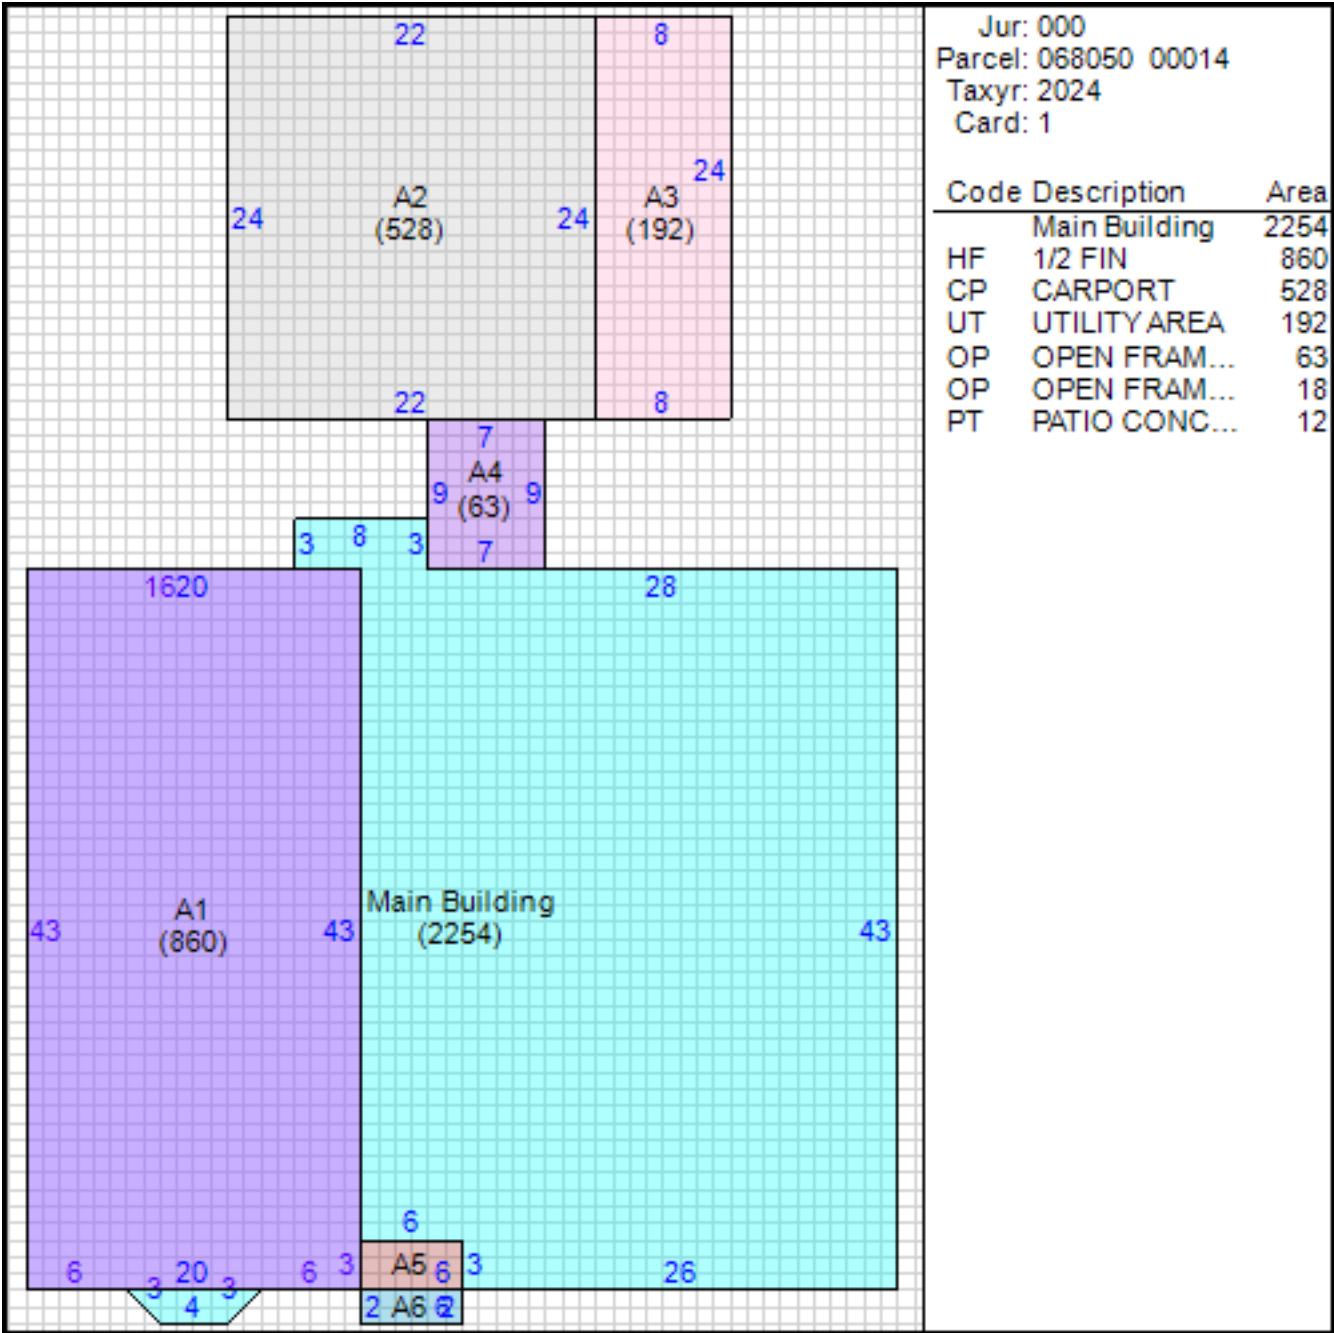 Jur: 000
Parcel: 068050 00014
Taxyr: 2024
Card: 1
Code Description Area
Main Building 2254
HF 1/2 FIN 860
CP CARPORT 528
UT UTILITY AREA 192
OP OPEN FRAM... 63
OP OPEN FRAM... 18
PT PATIO CONC... 12
22 8
24
A2 A3
(528) (192)
24 24
22 8
7
A4
9 (63) 9
3 8 3 7
1620 28
A1 Main Building
(860) (2254)
43 43 43
6
6 20 6 3 A5 6 3 26
3 3
4 2 A6 6 2